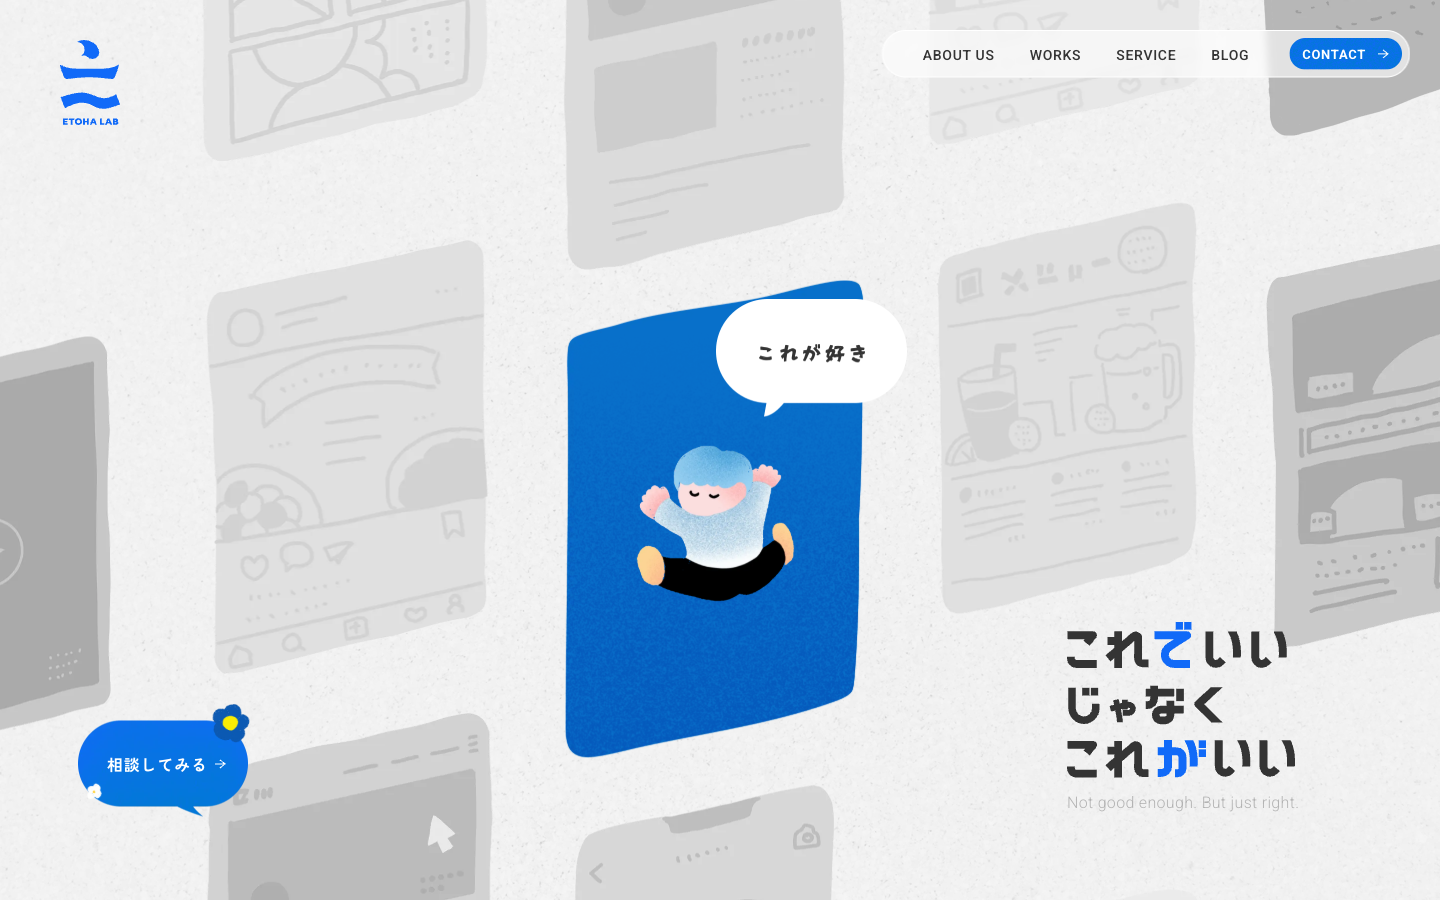 ETOHA LAB
ABOUT US
WORKS
SERVICE
BLOG
CONTACT →
これが好き
これでいい
じゃなく
これがいい
Not good enough. But just right.
相談してみる →